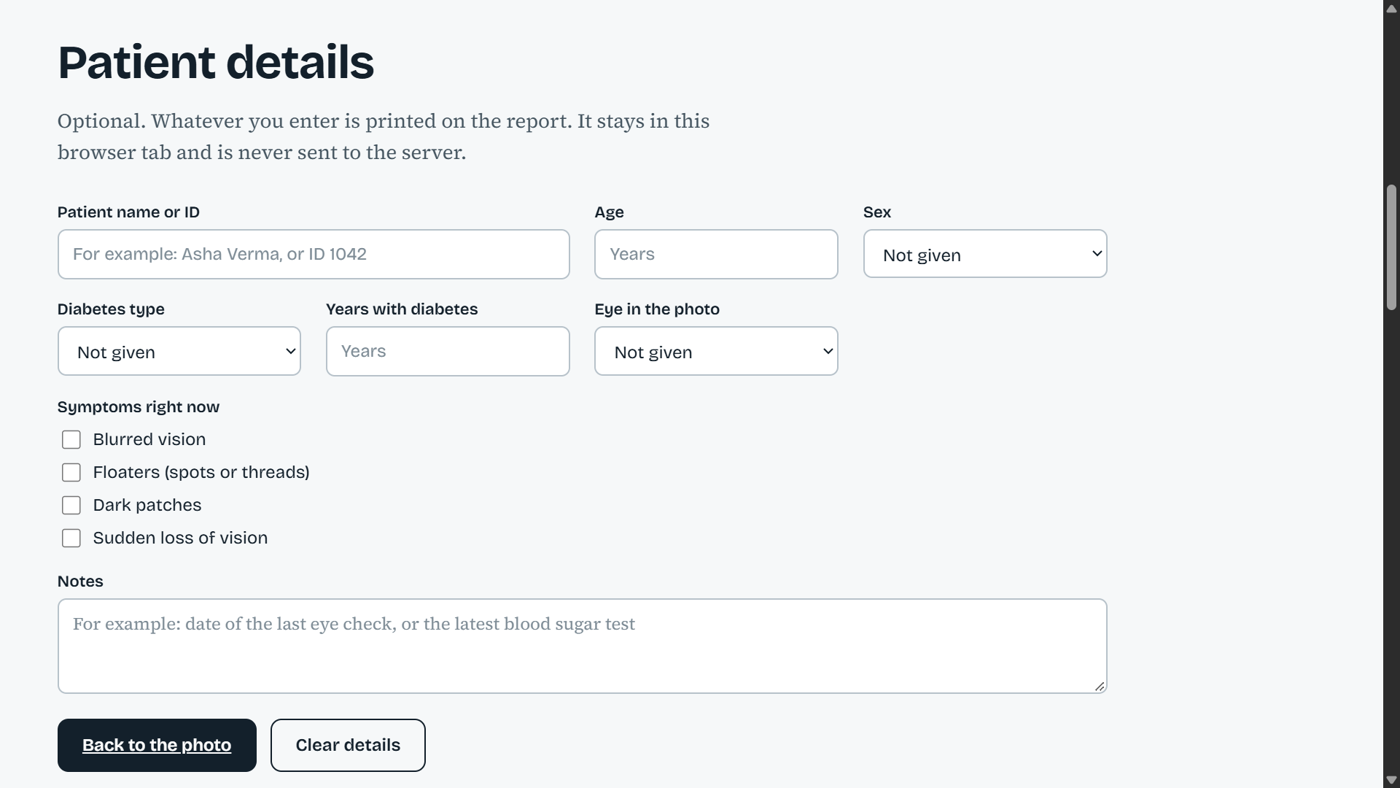 Patient details
Optional. Whatever you enter is printed on the report. It stays in this
browser tab and is never sent to the server.
Patient name or ID
For example: Asha Verma, or ID 1042
Age
Years
Sex
Not given
Diabetes type
Not given
Years with diabetes
Years
Eye in the photo
Not given
Symptoms right now
Blurred vision
Floaters (spots or threads)
Dark patches
Sudden loss of vision
Notes
For example: date of the last eye check, or the latest blood sugar test
Back to the photo
Clear details